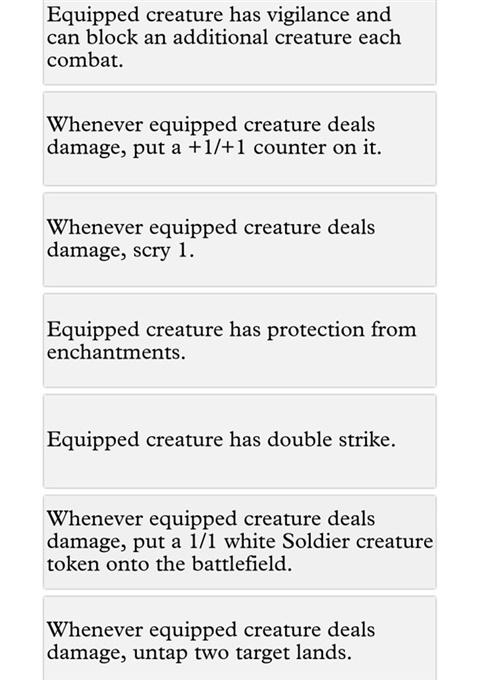 Equipped creature has vigilance and
can block an additional creature each
combat.
Whenever equipped creature deals
damage, put a +1/+1 counter on it.
Whenever equipped creature deals
damage, scry 1.
Equipped creature has protection from
enchantments.
Equipped creature has double strike.
Whenever equipped creature deals
damage, put a 1/1 white Soldier creature
token onto the battlefield.
Whenever equipped creature deals
damage, untap two target lands.